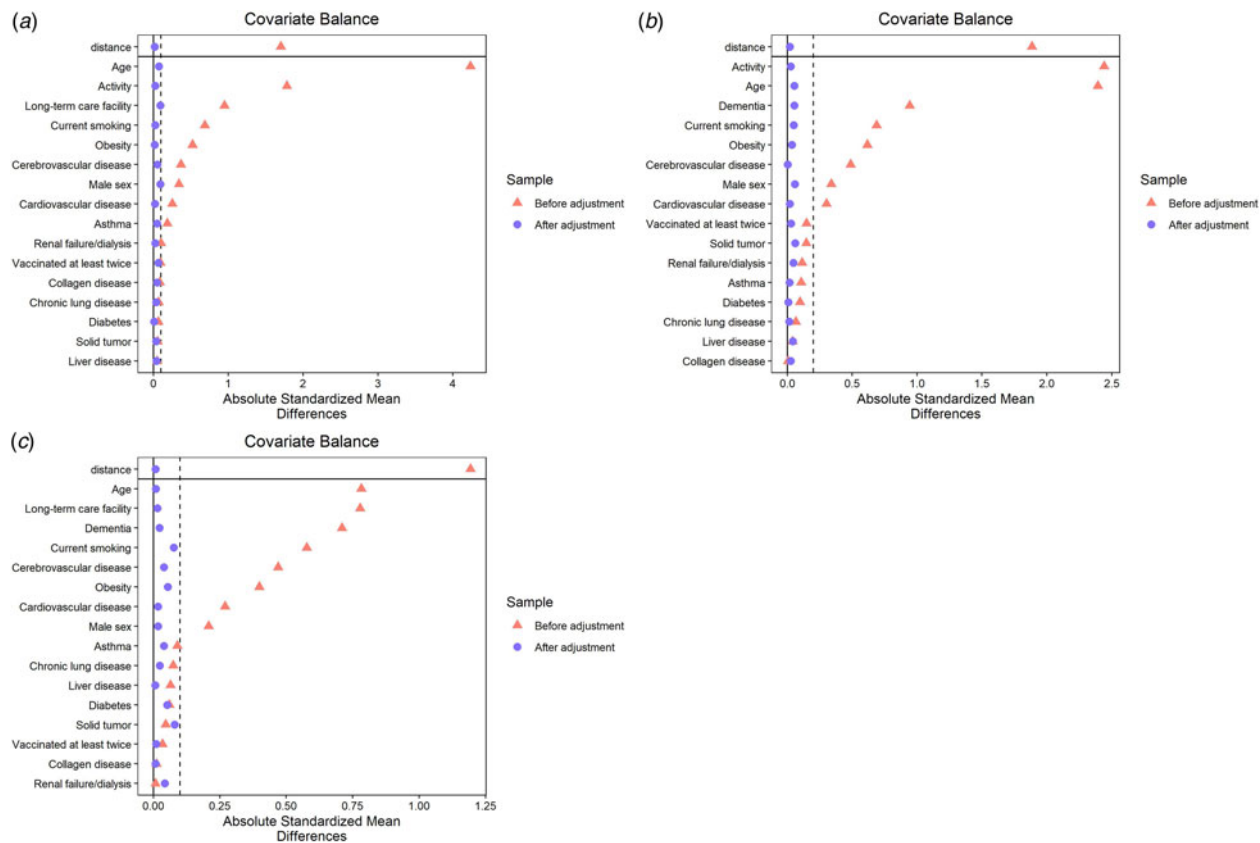 (a)
Covariate Balance
distance
Age
Activity
Long-term care facility
Current smoking
Obesity
Cerebrovascular disease
Male sex
Cardiovascular disease
Asthma
Renal failure/dialysis
Vaccinated at least twice
Collagen disease
Chronic lung disease
Diabetes
Solid tumor
Liver disease
0 1 2 3 4
Absolute Standardized Mean
Differences
Sample
Before adjustment
After adjustment
(b)
Covariate Balance
distance
Activity
Age
Dementia
Current smoking
Obesity
Cerebrovascular disease
Male sex
Cardiovascular disease
Vaccinated at least twice
Solid tumor
Renal failure/dialysis
Asthma
Diabetes
Chronic lung disease
Liver disease
Collagen disease
0.0 0.5 1.0 1.5 2.0 2.5
Absolute Standardized Mean
Differences
Sample
Before adjustment
After adjustment
(c)
Covariate Balance
distance
Age
Long-term care facility
Dementia
Current smoking
Cerebrovascular disease
Obesity
Cardiovascular disease
Male sex
Asthma
Chronic lung disease
Liver disease
Diabetes
Solid tumor
Vaccinated at least twice
Collagen disease
Renal failure/dialysis
0.00 0.25 0.50 0.75 1.00 1.25
Absolute Standardized Mean
Differences
Sample
Before adjustment
After adjustment